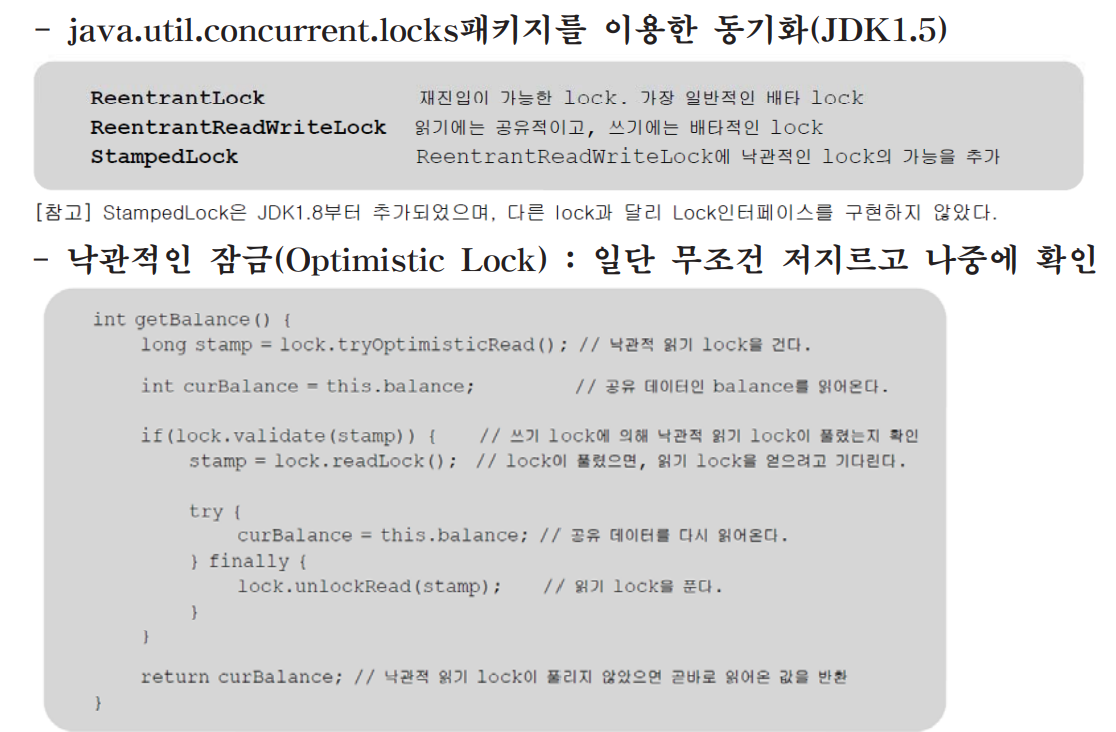 - java.util.concurrent.locks패키지를 이용한 동기화(JDK1.5)
ReentrantLock 재진입이 가능한 lock. 가장 일반적인 배타 lock
ReentrantReadWriteLock 읽기에는 공유적이고, 쓰기에는 배타적인 lock
StampedLock ReentrantReadWriteLock에 낙관적인 lock의 가능을 추가
[참고] StampedLock은 JDK1.8부터 추가되었으며, 다른 lock과 달리 Lock인터페이스를 구현하지 않았다.
- 낙관적인 잠금(Optimistic Lock) : 일단 무조건 저지르고 나중에 확인
int getBalance() {
long stamp = lock.tryOptimisticRead(); // 낙관적 읽기 lock을 건다.
int curBalance = this.balance; // 공유 데이터인 balance를 읽어온다.
if(lock.validate(stamp)) { // 쓰기 lock에 의해 낙관적 읽기 lock이 풀렸는지 확인
stamp = lock.readLock(); // lock이 풀렸으면, 읽기 lock을 얻으려고 기다린다.
try {
curBalance = this.balance; // 공유 데이터를 다시 읽어온다.
} finally {
lock.unlockRead(stamp); // 읽기 lock을 푼다.
}
}
return curBalance; // 낙관적 읽기 lock이 풀리지 않았으면 곧바로 읽어온 값을 반환
}